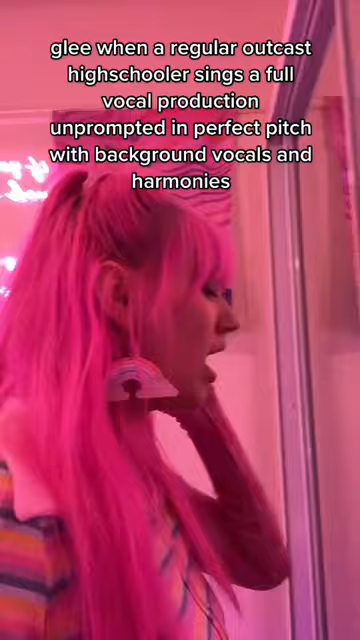 glee when a regular outcast
highschooler sings a full
vocal production
unprompted in perfect pitch
with background vocals and
harmonies